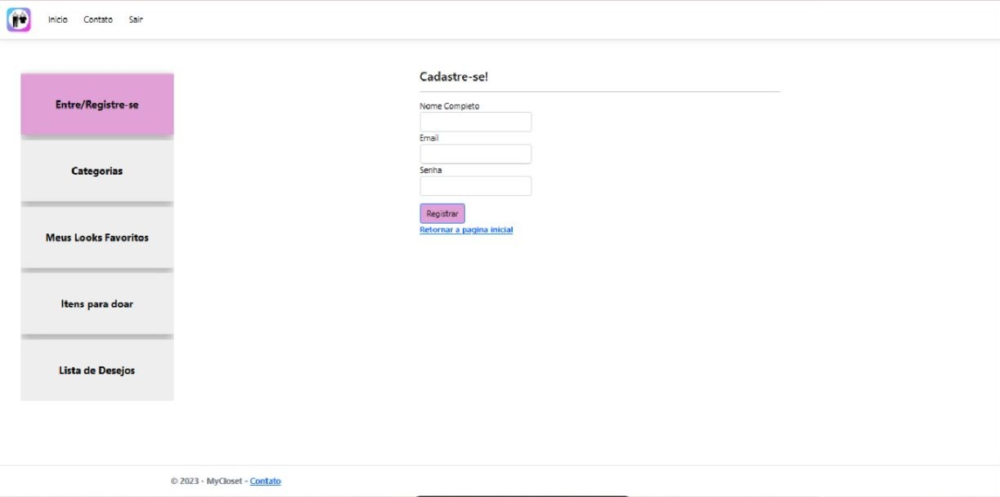 Inicio Contato Sair
Entre/Registre-se
Categorias
Meus Looks Favoritos
Itens para doar
Lista de Desejos
Cadastre-se!
Nome Completo
Email
Senha
Registrar
Retornar a pagina inicial
© 2023 - MyCloset - Contato